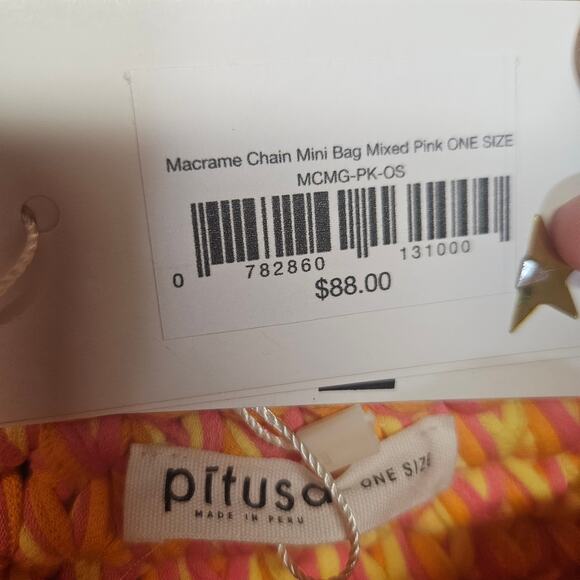 Macrame Chain Mini Bag Mixed Pink ONE SIZE
MCMG-PK-OS
0 782860 131000
$88.00
pītusa ONE SIZE
MADE IN PERU